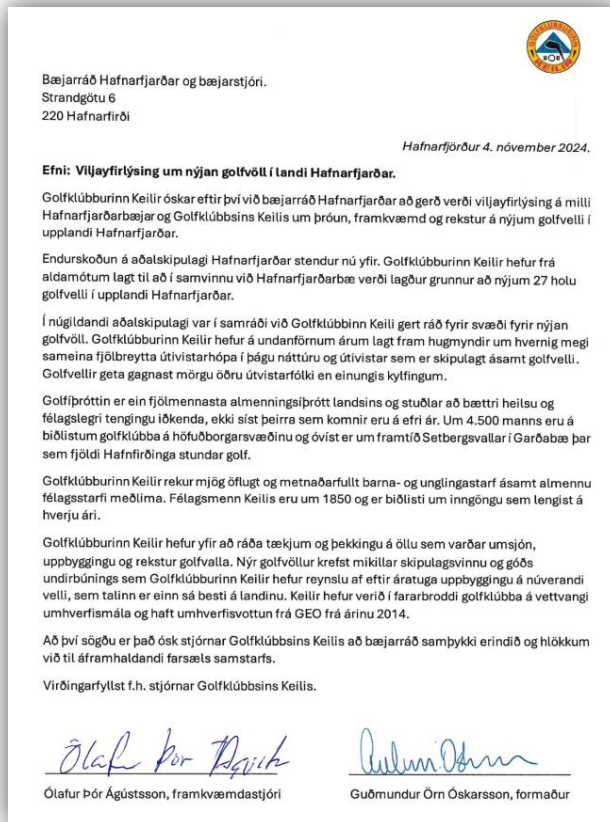 GOLFKLÚBBURINN
KEILIR
Bæjarráð Hafnarfjarðar og bæjarstjóri.
Strandgötu 6
220 Hafnarfirði
Hafnarfjörður 4. nóvember 2024.
Efni: Viljayfirlýsing um nýjan golfvöll í landi Hafnarfjarðar.
Golfklúbburinn Keilir óskar eftir því við bæjarráð Hafnarfjarðar að gerð verði viljayfirlýsing á milli
Hafnarfjarðarbæjar og Golfklúbbsins Keilis um þróun, framkvæmd og rekstur á nýjum golfvelli í
upplandi Hafnarfjarðar.
Endurskoðun á aðalskipulagi Hafnarfjarðar stendur nú yfir. Golfklúbburinn Keilir hefur frá
aldamótum lagt til að í samvinnu við Hafnarfjarðarbæ verði lagður grunnur að nýjum 27 holu
golfvelli í upplandi Hafnarfjarðar.
Í núgildandi aðalskipulagi var í samráði við Golfklúbbinn Keili gert ráð fyrir svæði fyrir nýjan
golfvöll. Golfklúbburinn Keilir hefur á undanförnum árum lagt fram hugmyndir um hvernig megi
sameina fjölbreytta útivistarhópa í þágu náttúru og útivistar sem er skipulagt ásamt golfvelli.
Golfvellir geta gagnast mörgu öðru útvistarfólki en einungis kylfingum.
Golfíþróttin er ein fjölmennasta almenningsíþrótt landsins og stuðlar að bættri heilsu og
félagslegri tengingu iðkenda, ekki síst þeirra sem komnir eru á efri ár. Um 4.500 manns eru á
biðlistum golfklúbba á höfuðborgarsvæðinu og óvíst er um framtíð Setbergsvallar í Garðabæ þar
sem fjöldi Hafnfirðinga stundar golf.
Golfklúbburinn Keilir rekur mjög öflugt og metnaðarfullt barna- og unglingastarf ásamt almennu
félagsstarfi meðlima. Félagsmenn Keilis eru um 1850 og er biðlisti um inngöngu sem lengist á
hverju ári.
Golfklúbburinn Keilir hefur yfir að ráða tækjum og þekkingu á öllu sem varðar umsjón,
uppbyggingu og rekstur golfvalla. Nýr golfvöllur krefst mikillar skipulagsvinnu og góðs
undirbúnings sem Golfklúbburinn Keilir hefur reynslu af eftir áratuga uppbyggingu á núverandi
velli, sem talinn er einn sá besti á landinu. Keilir hefur verið í fararbroddi golfklúbba á vettvangi
umhverfismála og haft umhverfisvottun frá GEO frá árinu 2014.
Að því sögðu er það ósk stjórnar Golfklúbbsins Keilis að bæjarráð samþykki erindið og hlökkum
við til áframhaldandi farsæls samstarfs.
Virðingarfyllst f.h. stjórnar Golfklúbbsins Keilis.
Ólafur Þór
Ólafur Þór Ágústsson, framkvæmdastjóri
Guðmundur Örn Óskarsson, formaður